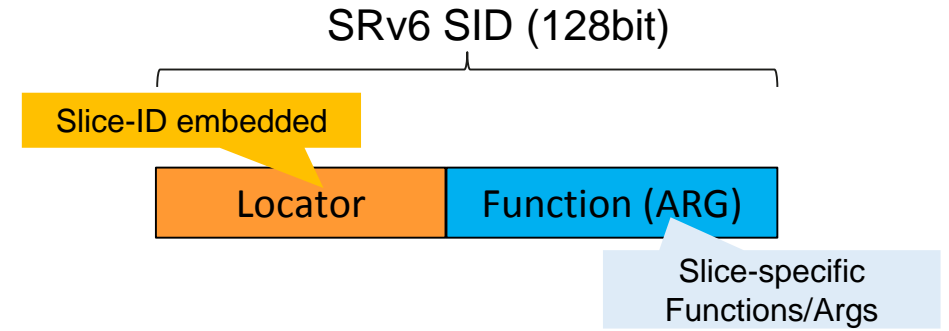 SRv6 SID (128bit)
Slice-ID embedded
Locator
Function (ARG)
Slice-specific
Functions/Args